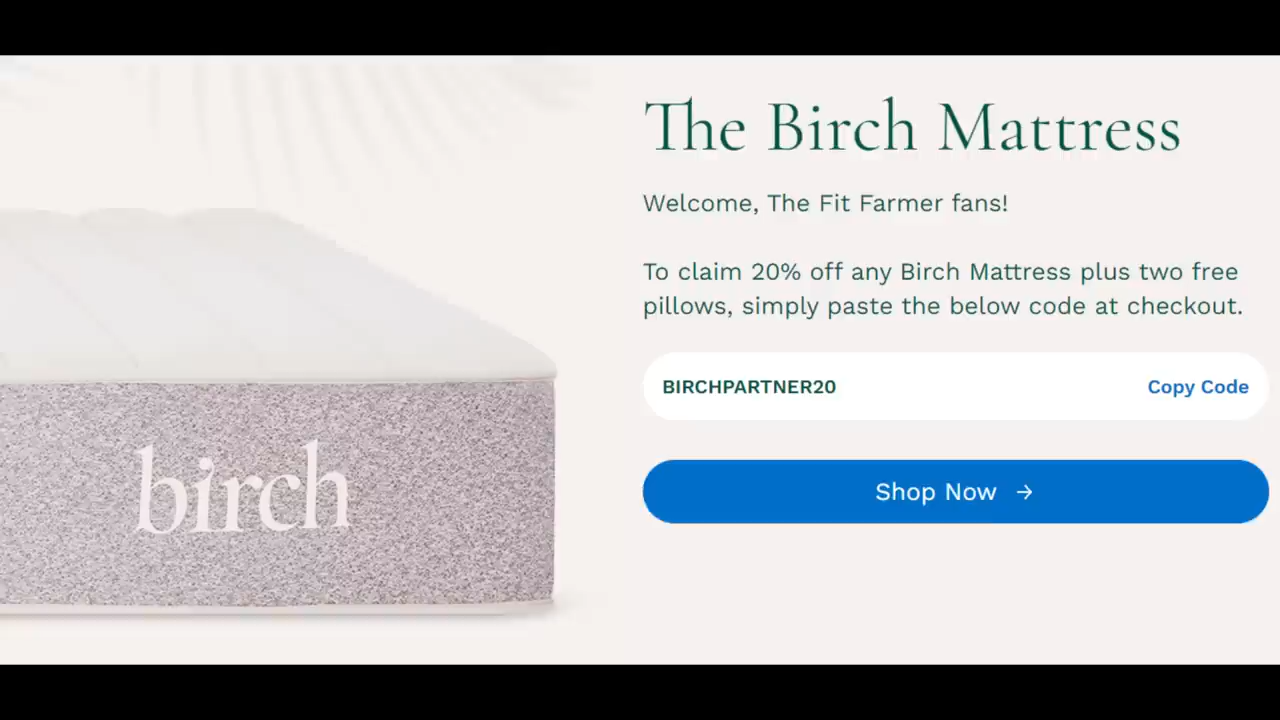 The Birch Mattress
Welcome, The Fit Farmer fans!
To claim 20% off any Birch Mattress plus two free
pillows, simply paste the below code at checkout.
BIRCHPARTNER20 Copy Code
Shop Now →
birch